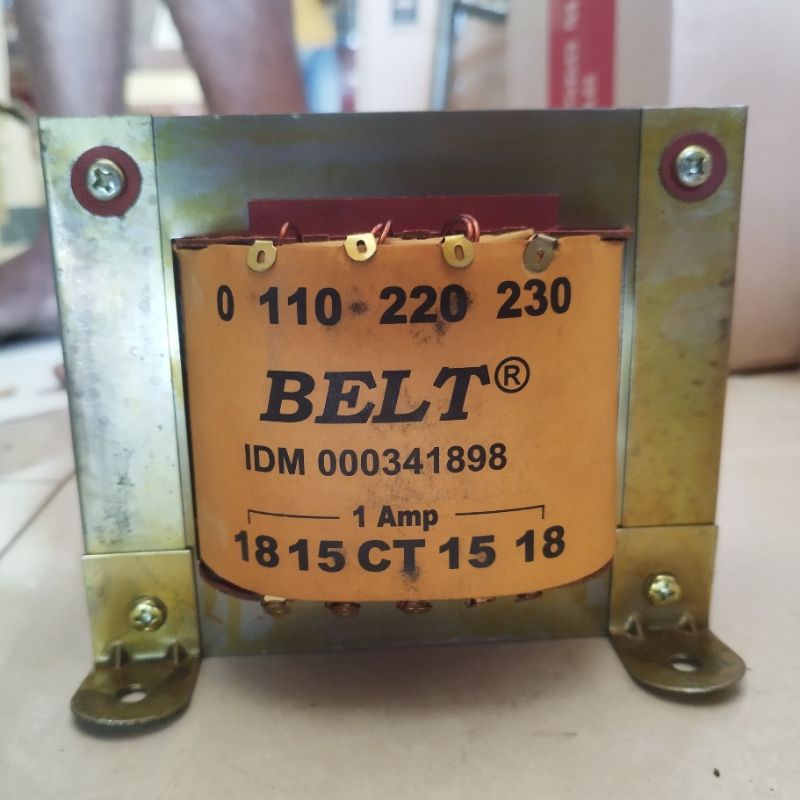 0 110 220 230
BELT®
IDM 000341898
1 Amp
18 15 CT 15 18